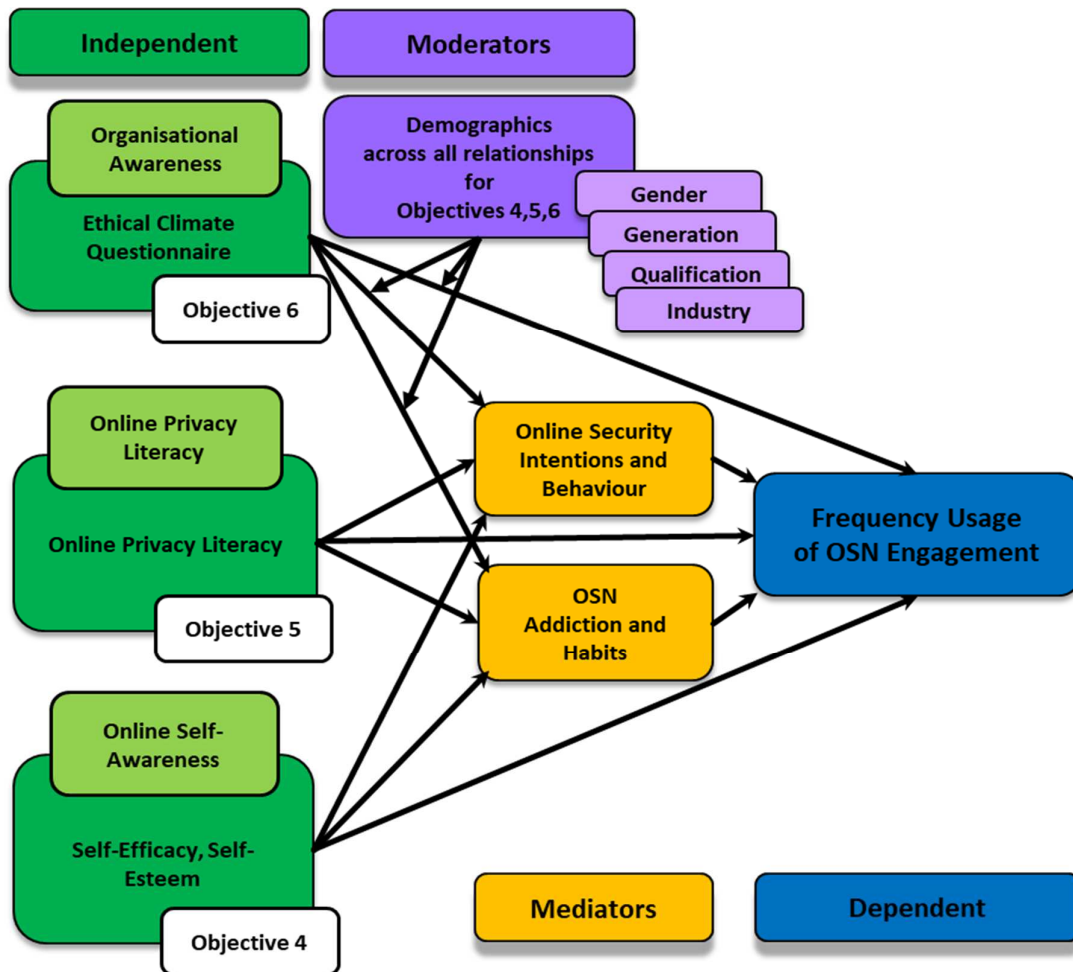 Independent
Moderators
Organisational
Awareness
Ethical Climate
Questionnaire
Objective 6
Demographics
across all relationships
for
Objectives 4,5,6
Gender
Generation
Qualification
Industry
Online Privacy
Literacy
Online Privacy Literacy
Objective 5
Online Security
Intentions and
Behaviour
OSN
Addiction and
Habits
Frequency Usage
of OSN Engagement
Online Self-
Awareness
Self-Efficacy, Self-
Esteem
Objective 4
Mediators
Dependent